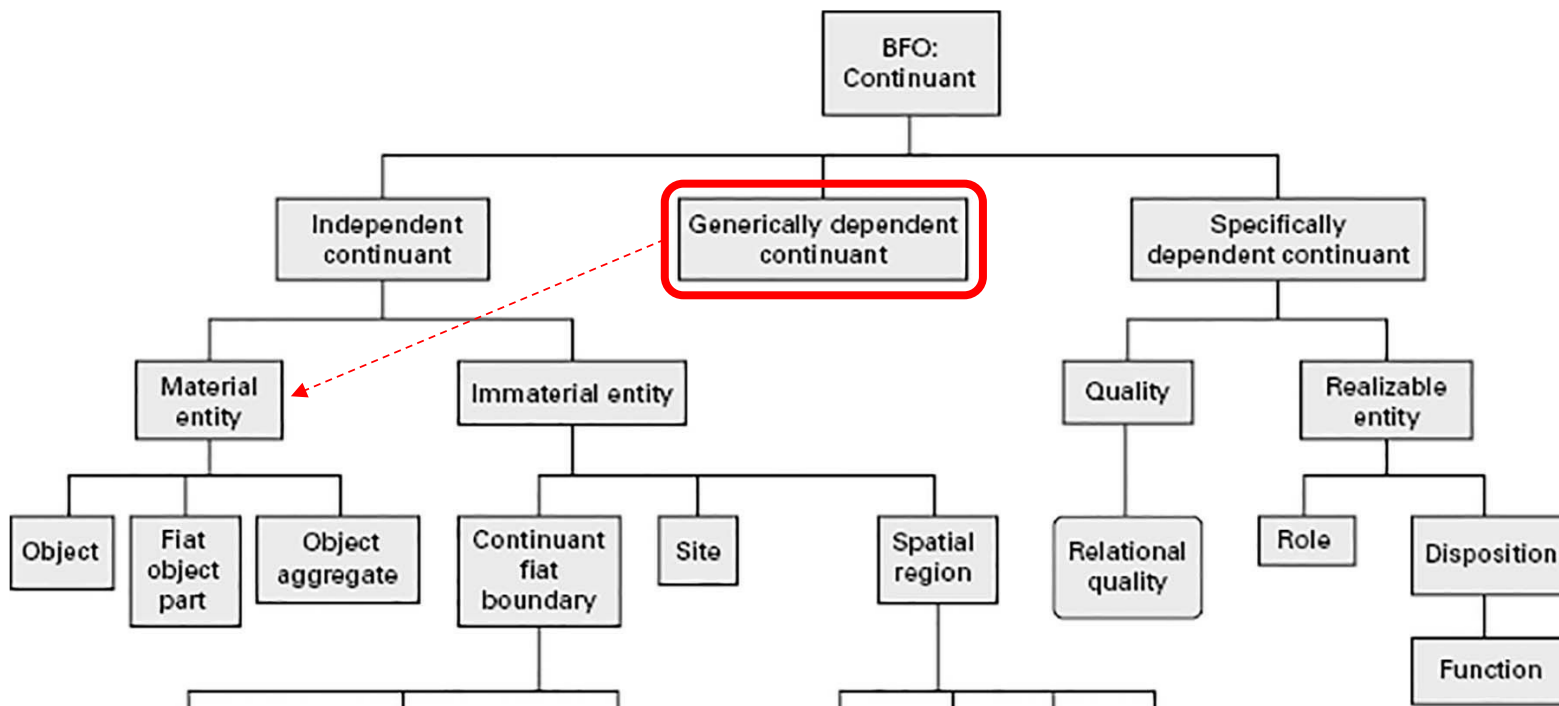 BFO:
Continuant
Independent
continuant
Generically dependent
continuant
Specifically
dependent continuant
Material
entity
Immaterial entity
Quality
Realizable
entity
Object
Fiat
object
part
Object
aggregate
Continuant
fiat
boundary
Site
Spatial
region
Relational
quality
Role
Disposition
Function